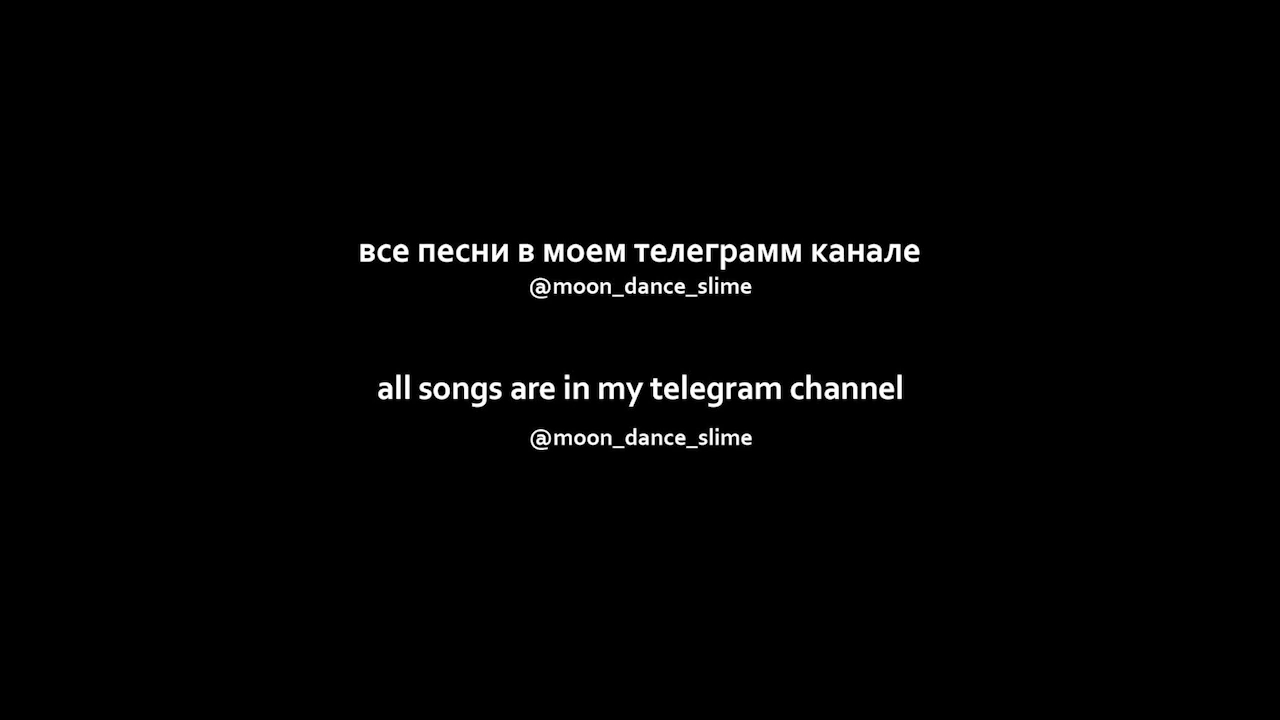 все песни в моем телеграмм канале
@moon_dance_slime
all songs are in my telegram channel
@moon_dance_slime